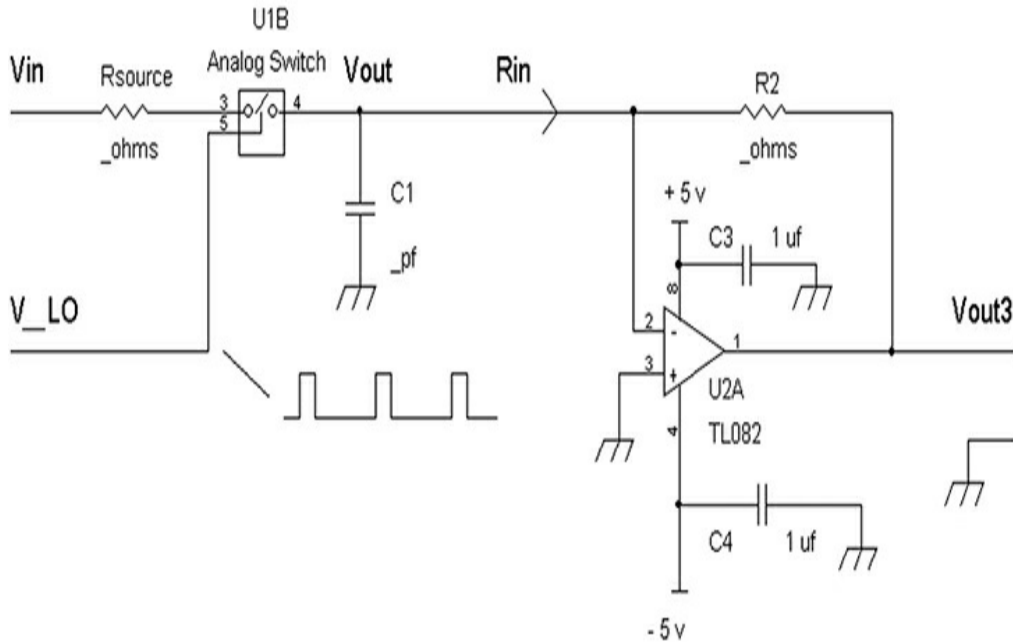 U1B
Analog Switch
Vin
Rsource
Vout
Rin
R2
3
4
5
_ohms
_ohms
C1
_pf
+ 5 v
C3
1 uf
8
V_LO
2
-
1
Vout3
3
+
U2A
TL082
4
C4
1 uf
- 5 v